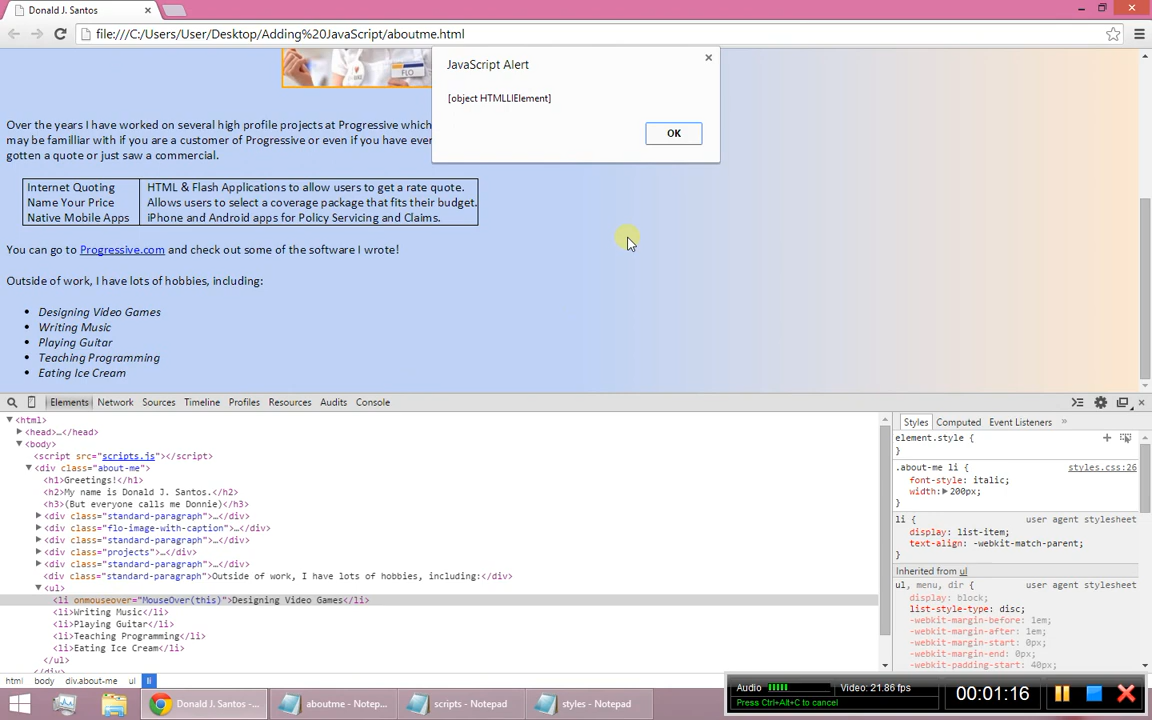 Donald J. Santos
file:///C:/Users/User/Desktop/Adding%20JavaScript/aboutme.html
FLO
JavaScript Alert
[object HTMLLIElement]
OK
Over the years I have worked on several high profile projects at Progressive which
may be familliar with if you are a customer of Progressive or even if you have ever
gotten a quote or just saw a commercial.
Internet Quoting HTML & Flash Applications to allow users to get a rate quote.
Name Your Price Allows users to select a coverage package that fits their budget.
Native Mobile Apps iPhone and Android apps for Policy Servicing and Claims.
You can go to Progressive.com and check out some of the software I wrote!
Outside of work, I have lots of hobbies, including:
• Designing Video Games
• Writing Music
• Playing Guitar
• Teaching Programming
• Eating Ice Cream
Elements Network Sources Timeline Profiles Resources Audits Console
<html>
<head>…</head>
<body>
<script src="scripts.js"></script>
<div class="about-me">
<h1>Greetings!</h1>
<h2>My name is Donald J. Santos.</h2>
<h3>(But everyone calls me Donnie)</h3>
<div class="standard-paragraph">…</div>
<div class="flo-image-with-caption">…</div>
<div class="standard-paragraph">…</div>
<div class="projects">…</div>
<div class="standard-paragraph">…</div>
<div class="standard-paragraph">Outside of work, I have lots of hobbies, including:</div>
<ul>
<li onmouseover="MouseOver(this)">Designing Video Games</li>
<li>Writing Music</li>
<li>Playing Guitar</li>
<li>Teaching Programming</li>
<li>Eating Ice Cream</li>
</ul>
</div>
html body div.about-me ul li
Styles Computed Event Listeners »
element.style {
}
.about-me li { styles.css:26
font-style: italic;
width: 200px;
}
li { user agent stylesheet
display: list-item;
text-align: -webkit-match-parent;
}
Inherited from ul
ul, menu, dir { user agent stylesheet
display: block;
list-style-type: disc;
-webkit-margin-before: 1em;
-webkit-margin-after: 1em;
-webkit-margin-start: 0px;
-webkit-margin-end: 0px;
-webkit-padding-start: 40px;
Donald J. Santos -...
aboutme - Notep...
scripts - Notepad
styles - Notepad
Audio
Video: 21.86 fps
Press Ctrl+Alt+C to cancel
00:01:16